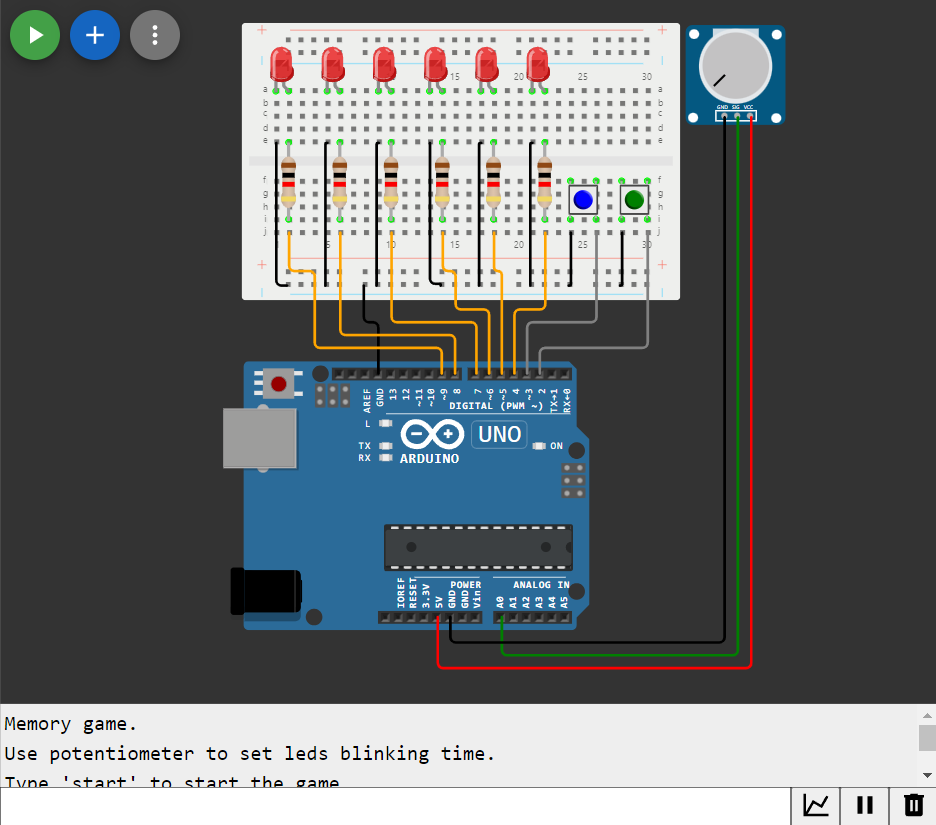 15 20 25 30
a a
b b
c c
d d
e e
f f
g g
h h
i i
j j
5 10 15 20 25 30
GND SIG VCC
AREF GND 13 12 ~11 ~10 ~9 8 7 ~6 ~5 4 ~3 2 TX→1 RX←0
DIGITAL (PWM ~)
L
TX
RX
UNO
ON
ARDUINO
IOREF RESET 3.3V 5V GND GND Vin
POWER
ANALOG IN
A0 A1 A2 A3 A4 A5
Memory game.
Use potentiometer to set leds blinking time.
Type 'start' to start the game